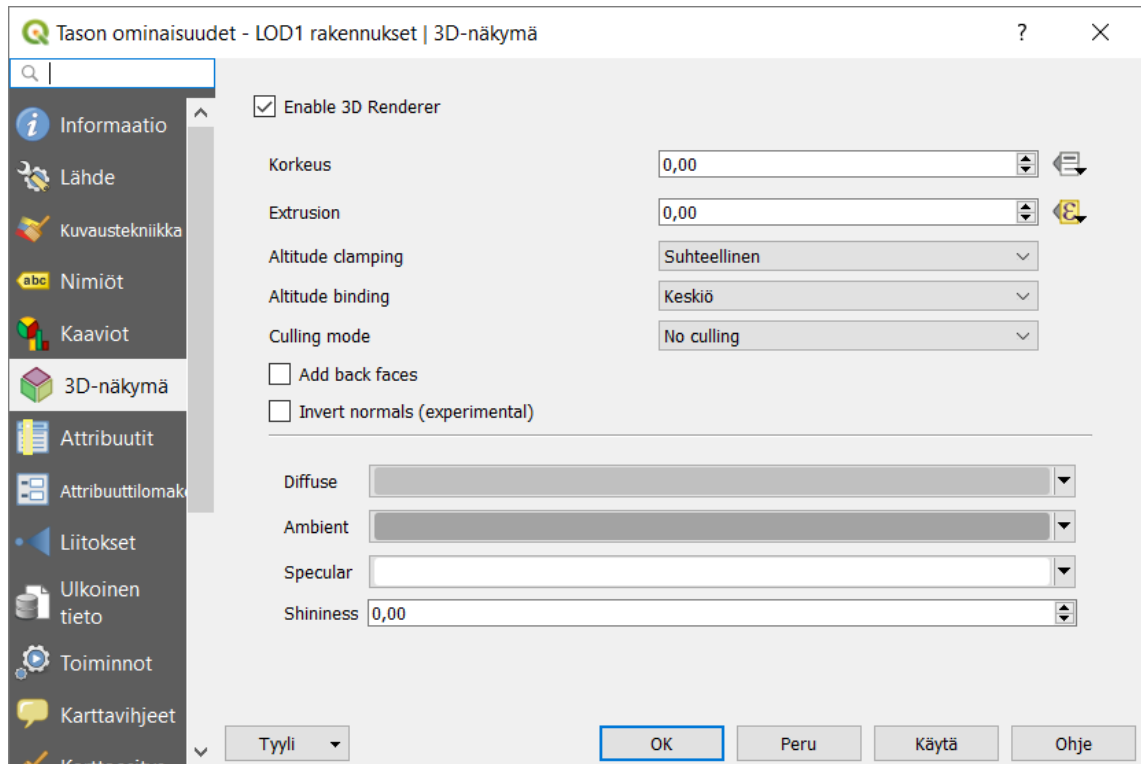 Tason ominaisuudet - LOD1 rakennukset | 3D-näkymä
Informaatio
Lähde
Kuvaustekniikka
abc Nimiöt
Kaaviot
3D-näkymä
Attribuutit
Attribuuttilomake
Liitokset
Ulkoinen
tieto
Toiminnot
Karttavihjeet
Enable 3D Renderer
Korkeus 0,00
Extrusion 0,00 ε
Altitude clamping Suhteellinen
Altitude binding Keskiö
Culling mode No culling
Add back faces
Invert normals (experimental)
Diffuse
Ambient
Specular
Shininess 0,00
Tyyli OK Peru Käytä Ohje